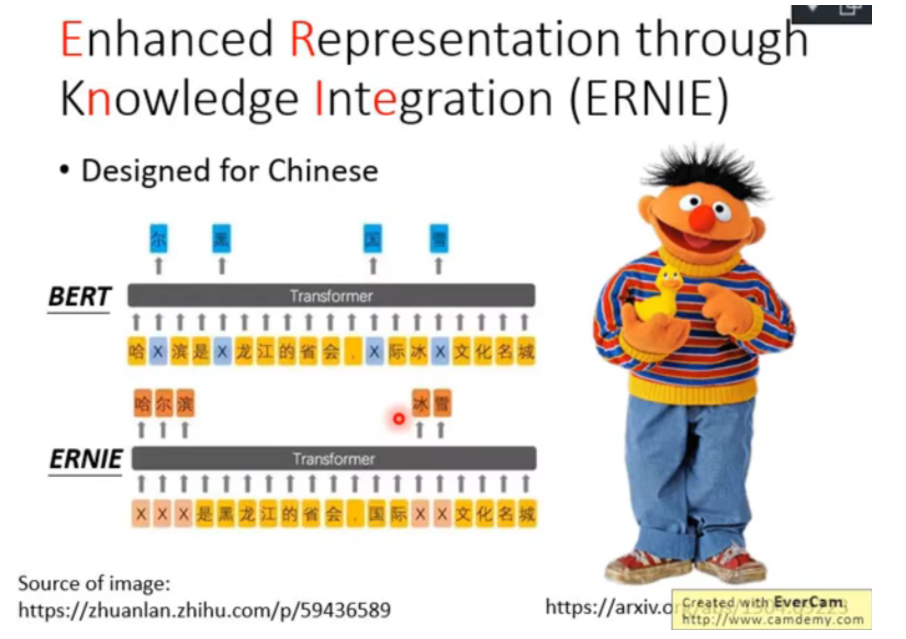 Enhanced Representation through
Knowledge Integration (ERNIE)
• Designed for Chinese
尔 黑 国 雪
BERT
Transformer
哈 X 滨 是 X 龙 江 的 省 会 , X 际 冰 X 文 化 名 城
哈 尔 滨 冰 雪
ERNIE
Transformer
X X X 是 黑 龙 江 的 省 会 , 国 际 X X 文 化 名 城
Source of image:
https://zhuanlan.zhihu.com/p/59436589
https://arxiv.or
Created with EverCam
http://www.camdemy.com